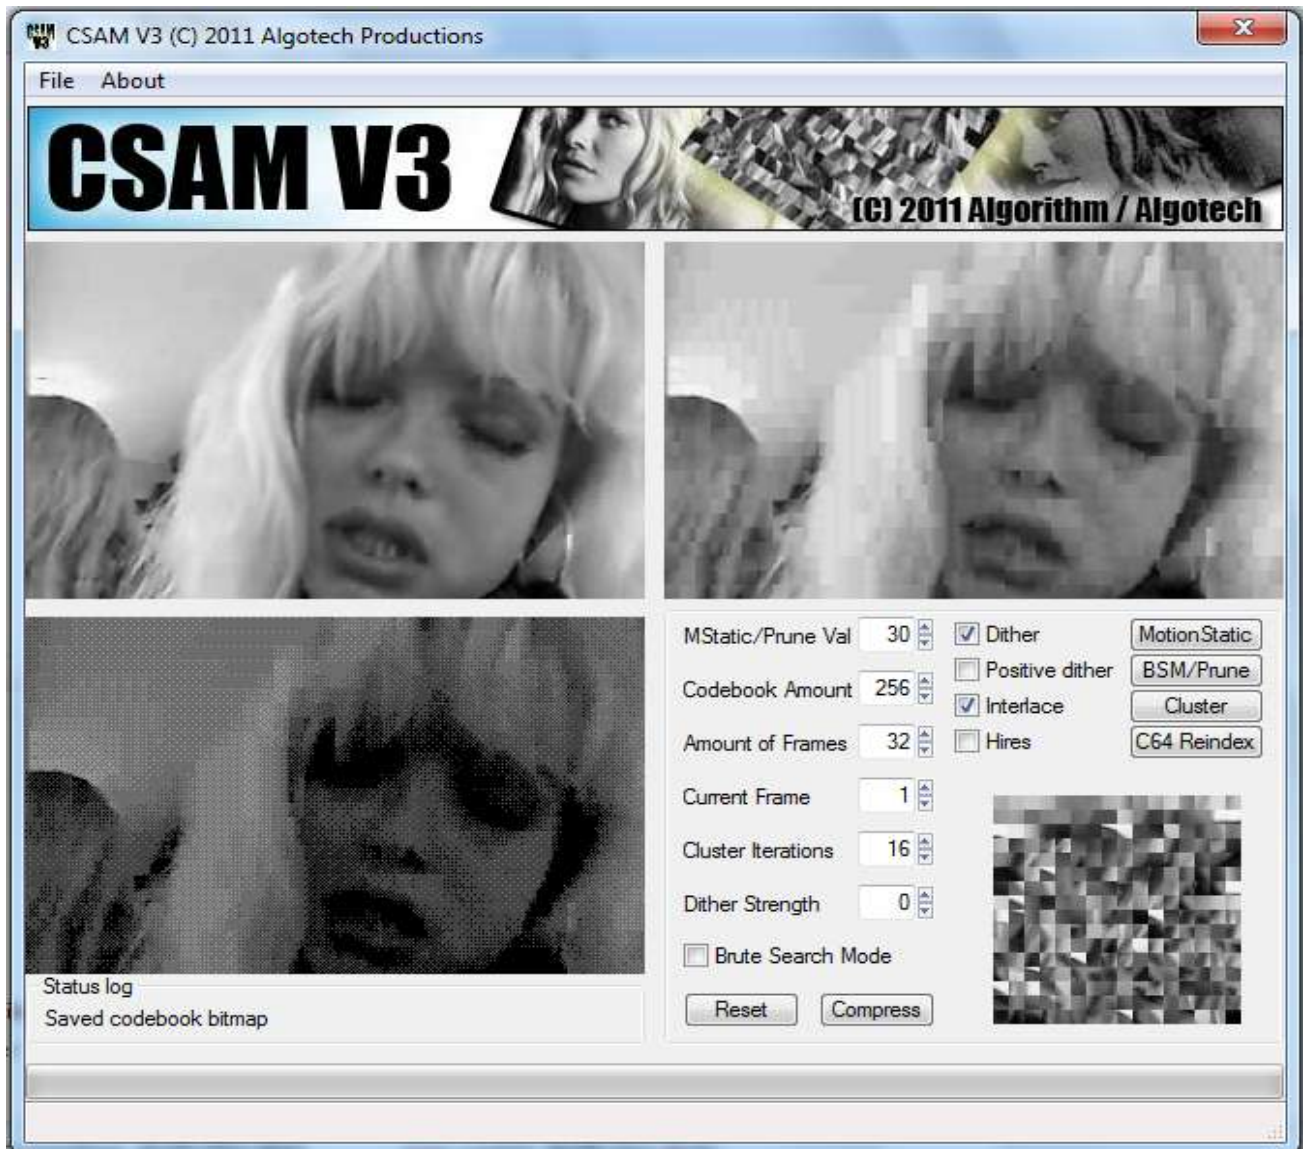 CSAM V3 (C) 2011 Algotech Productions
File About
CSAM V3
(C) 2011 Algorithm / Algotech
MStatic/Prune Val 30
Dither
MotionStatic
Positive dither
BSM/Prune
Codebook Amount 256
Interlace
Cluster
Amount of Frames 32
Hires
C64 Reindex
Current Frame 1
Cluster Iterations 16
Dither Strength 0
Brute Search Mode
Reset Compress
Status log
Saved codebook bitmap